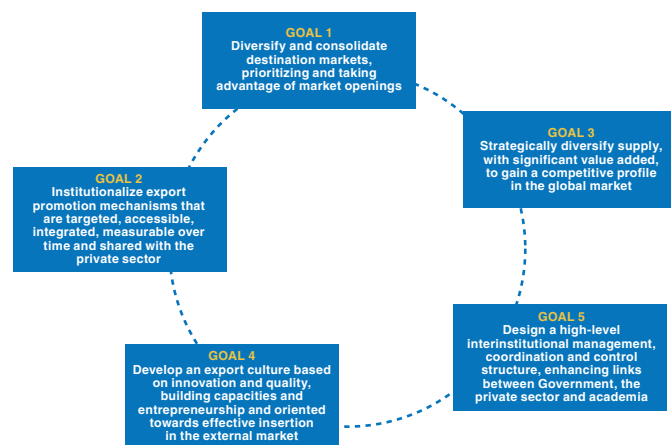 GOAL 1
Diversify and consolidate
destination markets,
prioritizing and taking
advantage of market openings
GOAL 2
Institutionalize export
promotion mechanisms that
are targeted, accessible,
integrated, measurable over
time and shared with the
private sector
GOAL 3
Strategically diversify supply,
with significant value added,
to gain a competitive profile
in the global market
GOAL 4
Develop an export culture based
on innovation and quality,
building capacities and
entrepreneurship and oriented
towards effective insertion
in the external market
GOAL 5
Design a high-level
interinstitutional management,
coordination and control
structure, enhancing links
between Government, the
private sector and academia